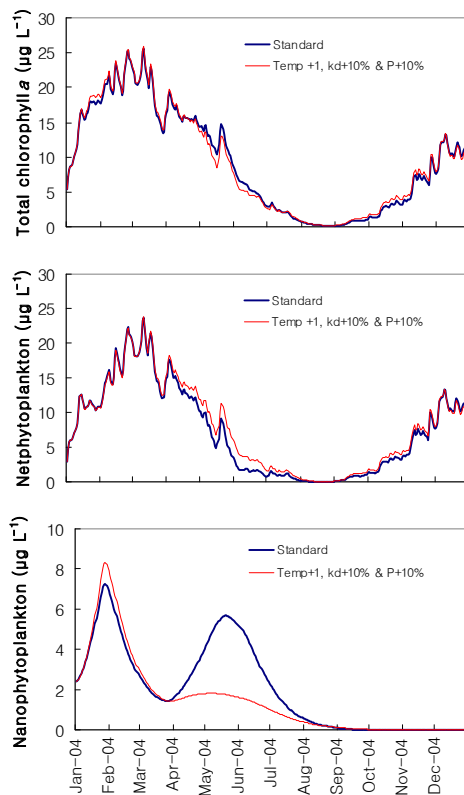 Total chlorophyll a (µg L⁻¹)
30
25
20
15
10
5
0
Standard
Temp +1, kd+10% & P+10%
Netphytoplankton (µg L⁻¹)
30
25
20
15
10
5
0
Standard
Temp +1, kd+10% & P+10%
Nanophytoplankton (µg L⁻¹)
10
8
6
4
2
0
Standard
Temp+1, kd+10% & P+10%
Jan-04
Feb-04
Mar-04
Apr-04
May-04
Jun-04
Jul-04
Aug-04
Sep-04
Oct-04
Nov-04
Dec-04